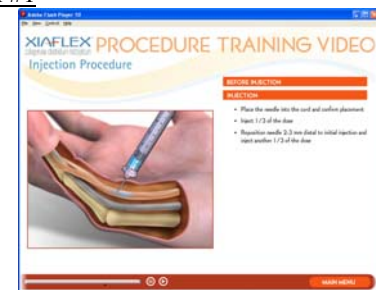 Adobe Flash Player 10
File View Control Help
XIAFLEX PROCEDURE TRAINING VIDEO
Injection Procedure
BEFORE INJECTION
INJECTION
• Place the needle into the cord and confirm placement
• Inject 1/3 of the dose
• Reposition needle 2-3 mm distal to initial injection and
inject another 1/3 of the dose
MAIN MENU